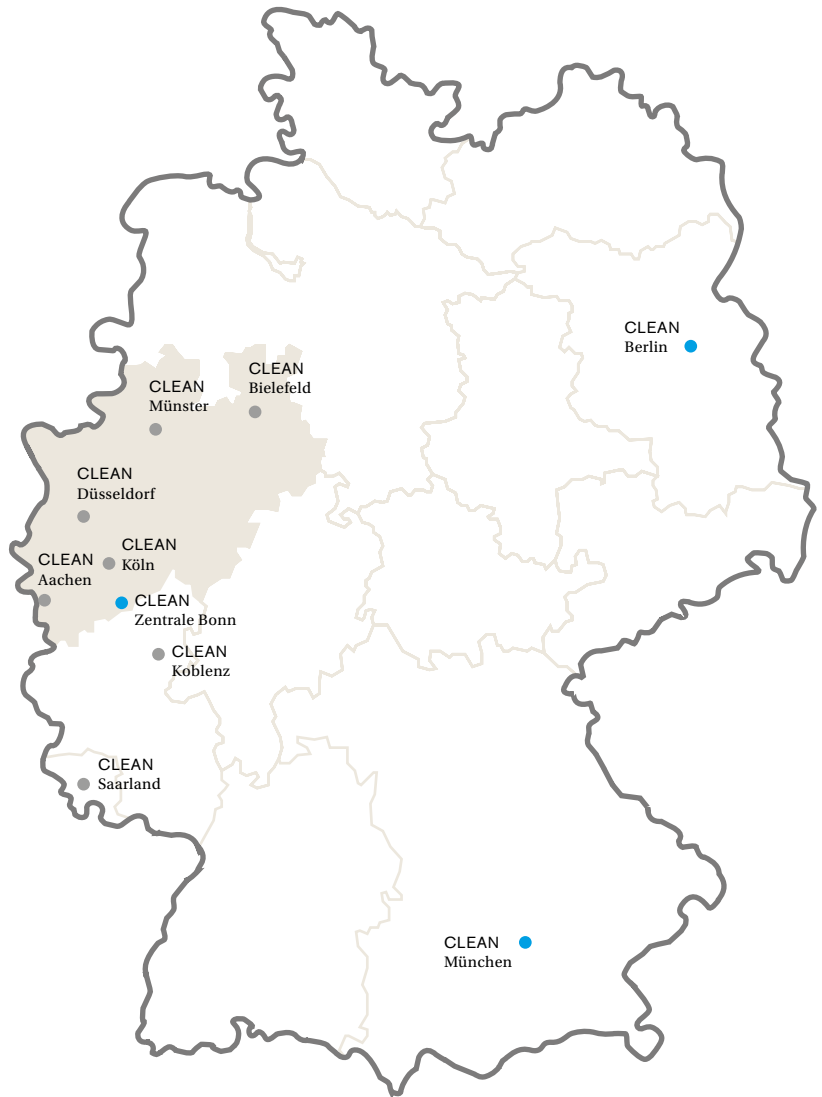 CLEAN
Berlin
CLEAN
Bielefeld
CLEAN
Münster
CLEAN
Düsseldorf
CLEAN
Köln
CLEAN
Aachen
CLEAN
Zentrale Bonn
CLEAN
Koblenz
CLEAN
Saarland
CLEAN
München